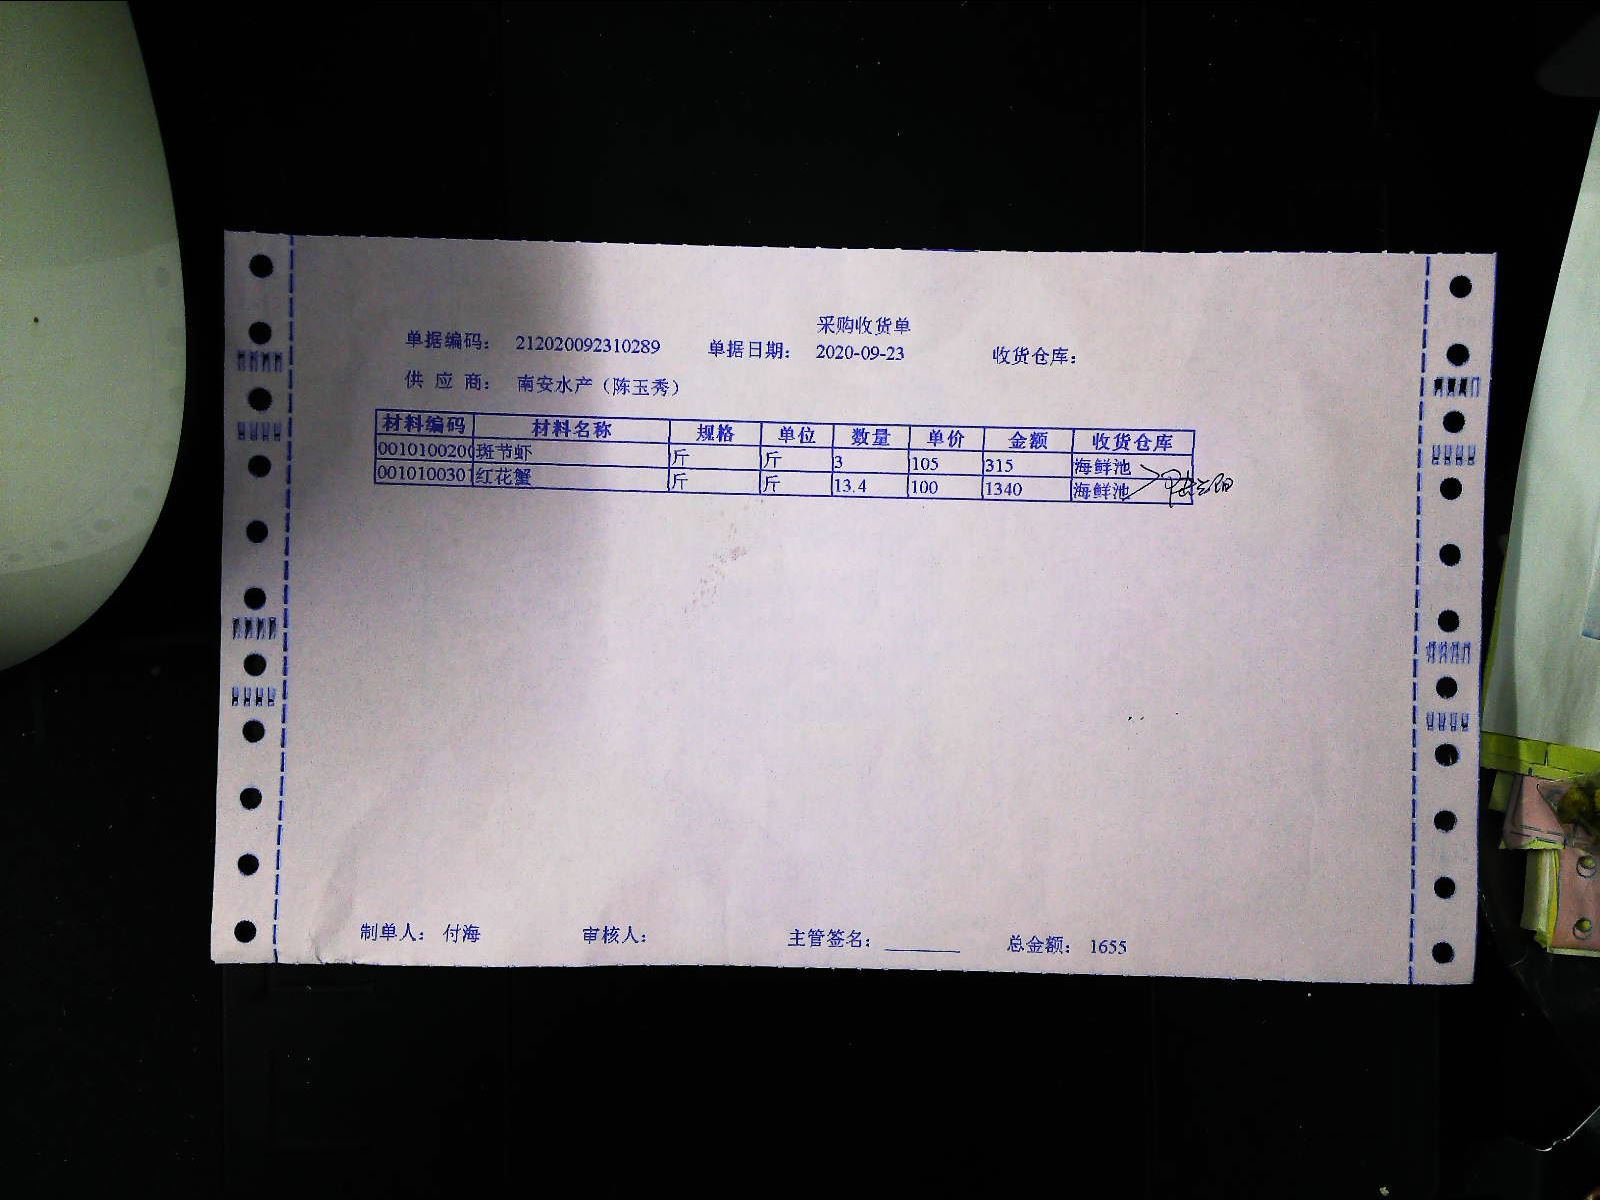 采购收货单
单据编码： 212020092310289 单据日期： 2020-09-23 收货仓库：
供 应 商： 南安水产（陈玉秀）
材料编码 材料名称 规格 单位 数量 单价 金额 收货仓库
001010020 斑节虾 斤 斤 3 105 315 海鲜池
001010030 红花蟹 斤 斤 13.4 100 1340 海鲜池
制单人： 付海 审核人： 主管签名： 总金额： 1655